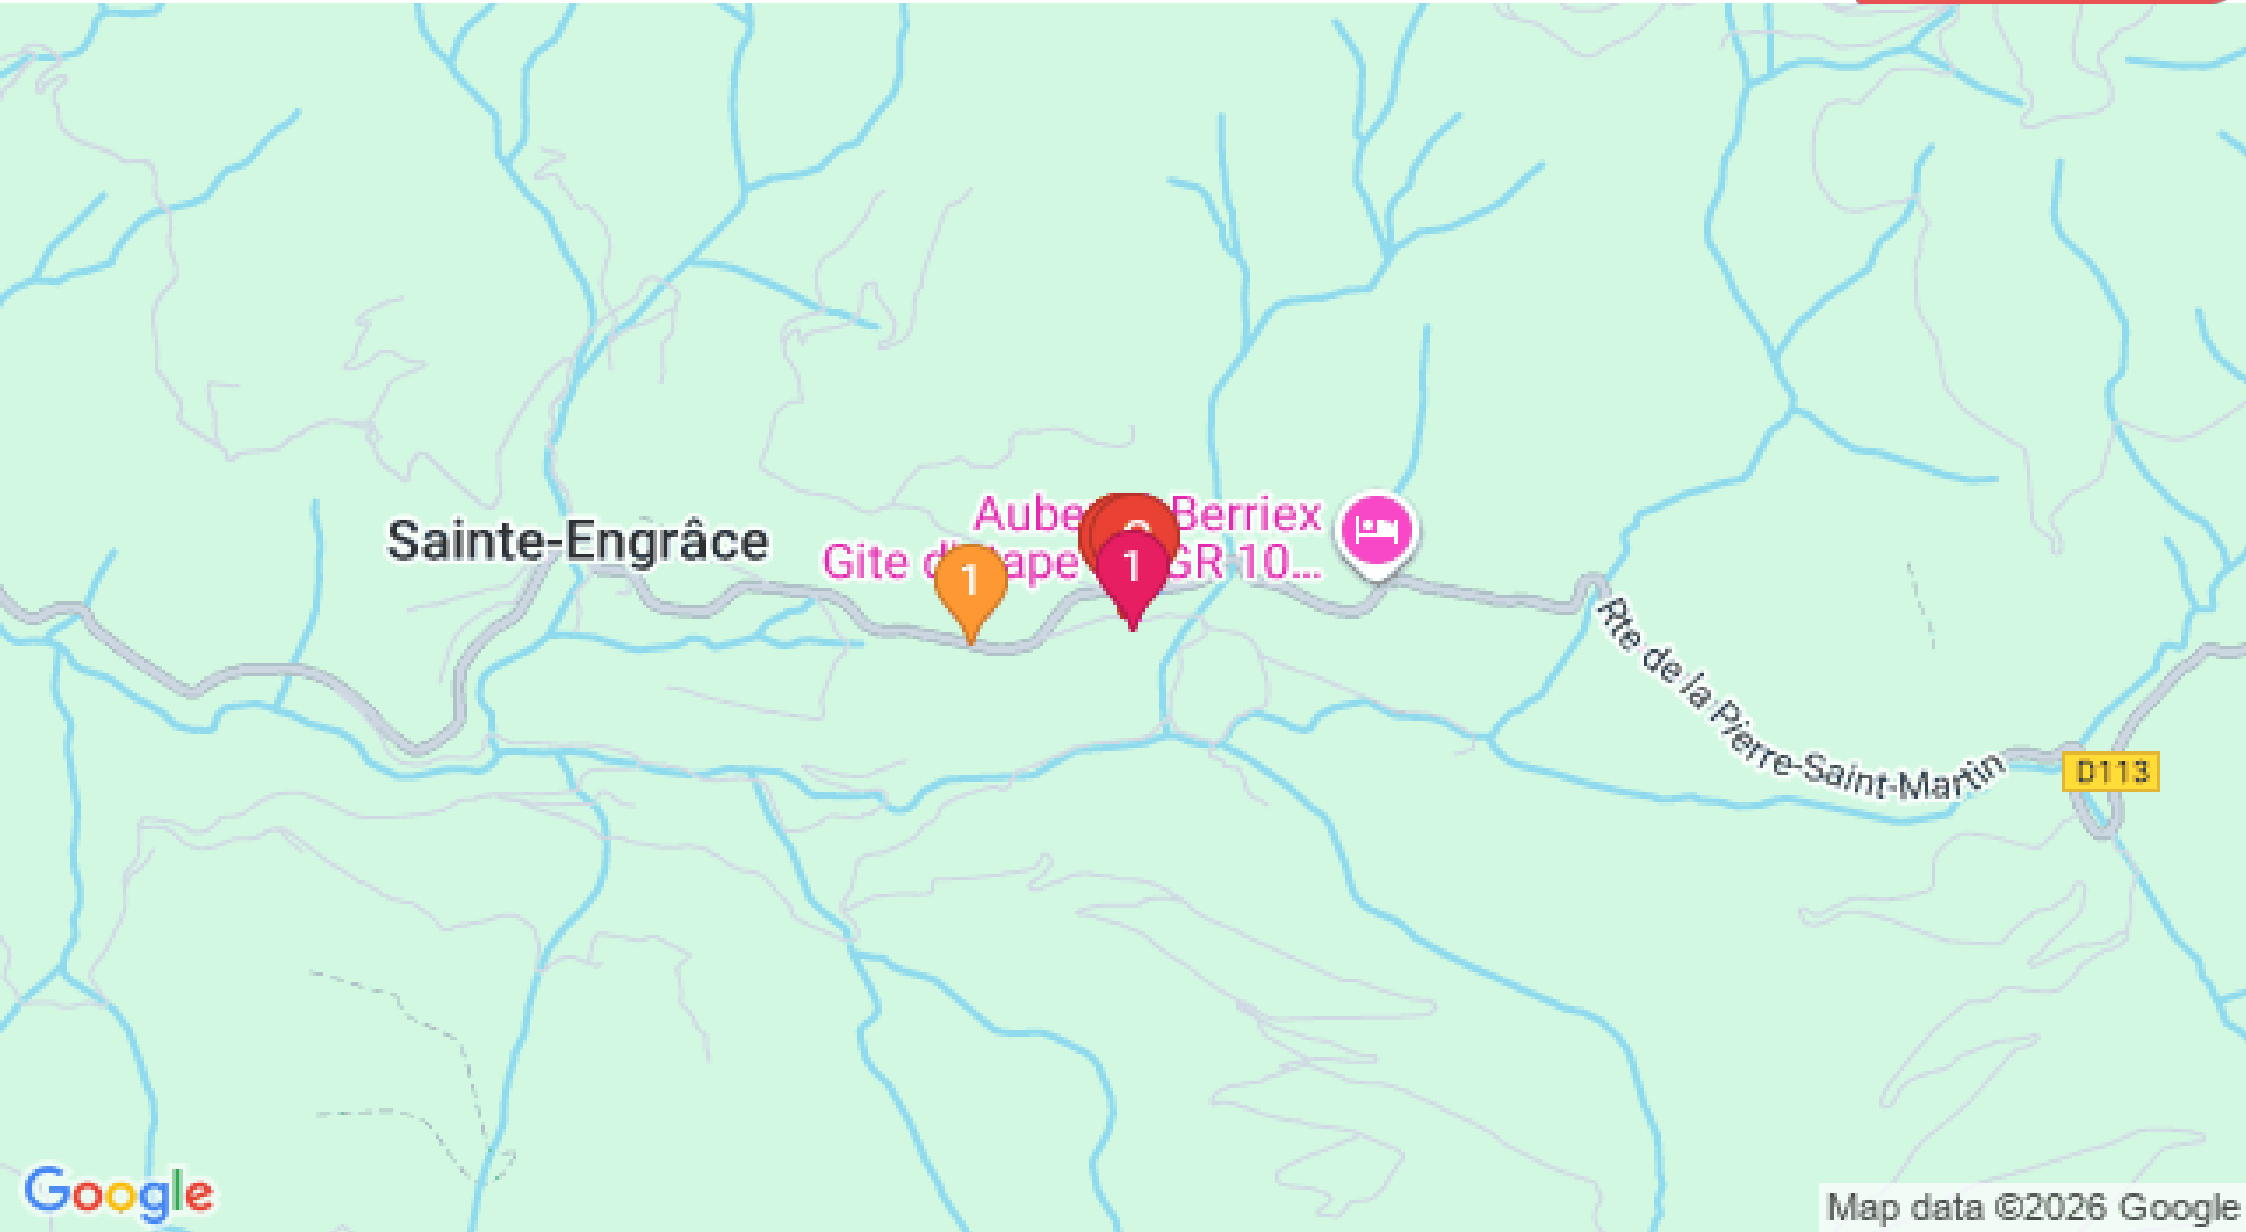 Sainte-Engrâce
Aube Berriex
Gite d' ape GR 10...
1
1
Rte de la Pierre-Saint-Martin
D113
Google
Map data ©2026 Google